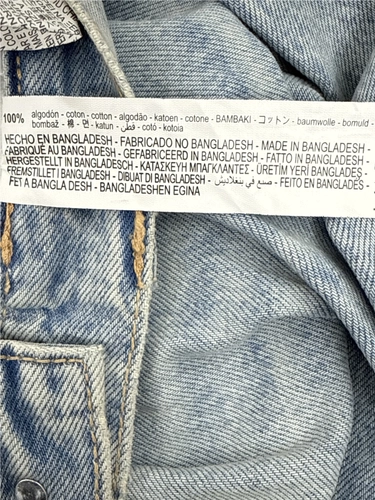 100% algodón - coton - cotton - algodão - katoen - cotone - BAMBAKI - コットン - baumwolle - bomuld -
bombaž - 棉 - 면 - katun - قطن - cotó - kotoia
HECHO EN BANGLADESH - FABRICADO NO BANGLADESH - MADE IN BANGLADESH -
FABRIQUÉ AU BANGLADESH - GEFABRICEERD IN BANGLADESH - FATTO IN BANGLADESH -
HERGESTELLT IN BANGLADESCH - ΚΑΤΑΣΚΕΥΗ ΜΠΑΓΚΛΑΝΤΕΣ - ÜRETİM YERİ BANGLADEŞ -
FREMSTILLET I BANGLADESH - DIBUAT DI BANGLADESH - صنع في بنغلاديش - FEITO EN BANGLADÉS -
FET A BANGLA DESH - BANGLADESHEN EGINA